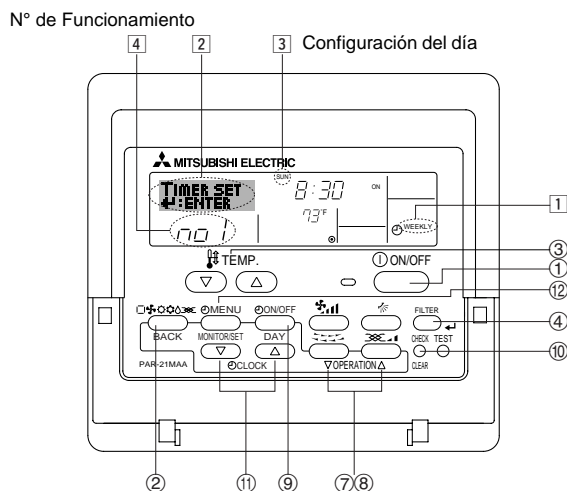 N° de Funcionamiento
4 2 3 Configuración del día
MITSUBISHI ELECTRIC
TIMER SET
:ENTER
SUN
8:30
ON
73°F
no 1
WEEKLY
1
TEMP.
ON/OFF
3
1
12
MENU
ON/OFF
FILTER
4
BACK
MONITOR/SET
DAY
CHECK TEST
10
PAR-21MAA
CLOCK
OPERATION
CLEAR
2 11 9 7 8